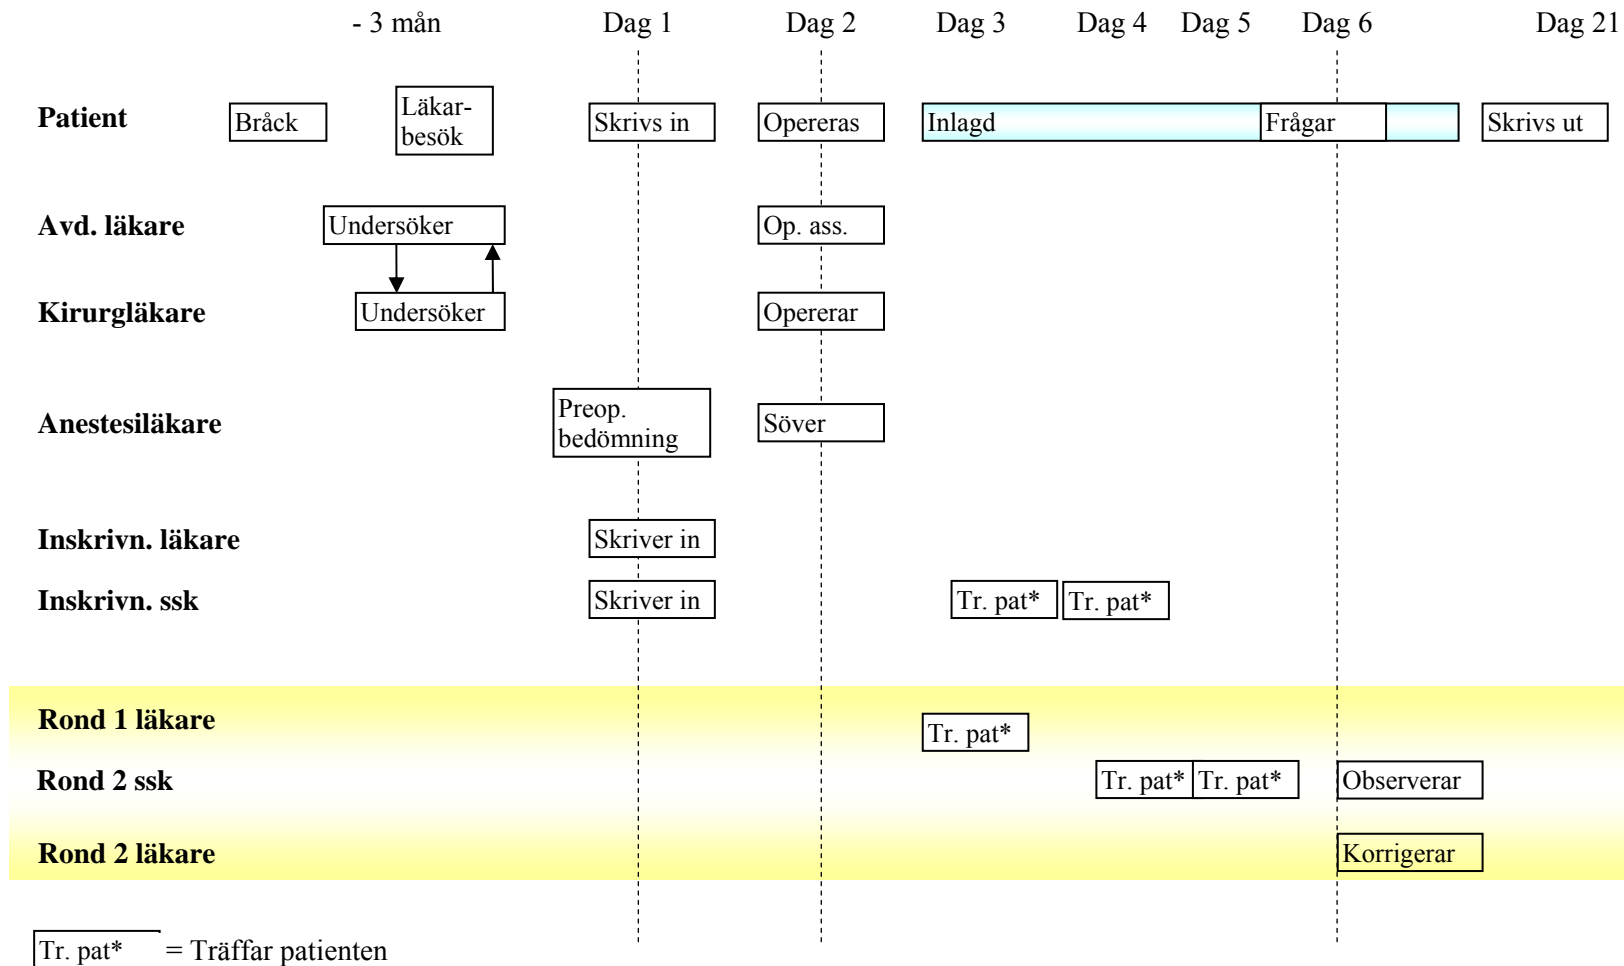 - 3 mån Dag 1 Dag 2 Dag 3 Dag 4 Dag 5 Dag 6 Dag 21
Patient Bråck Läkar- Skrivs in Opereras Inlagd Frågar Skrivs ut
besök
Avd. läkare Undersöker Op. ass.
Kirurgläkare Undersöker Opererar
Anestesiläkare Preop. Söver
bedömning
Inskrivn. läkare Skriver in
Inskrivn. ssk Skriver in Tr. pat* Tr. pat*
Rond 1 läkare Tr. pat*
Rond 2 ssk Tr. pat* Tr. pat* Observerar
Rond 2 läkare Korrigerar
Tr. pat* = Träffar patienten